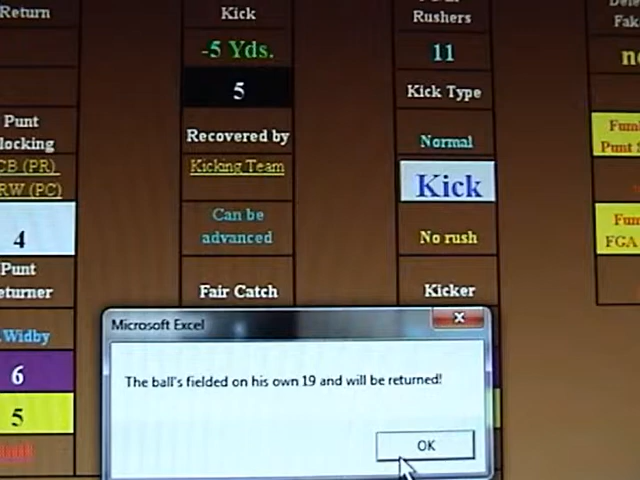 Return
Punt
CB (PR)
RW (PC)
4
Punt
Widby
6
5
Kick
-5 Yds.
5
Recovered by
Kicking Team
Can be
advanced
Fair Catch
Rushers
11
Kick Type
Normal
Kick
No rush
Kicker
Punt
FGA
Microsoft Excel
The ball's fielded on his own 19 and will be returned!
OK